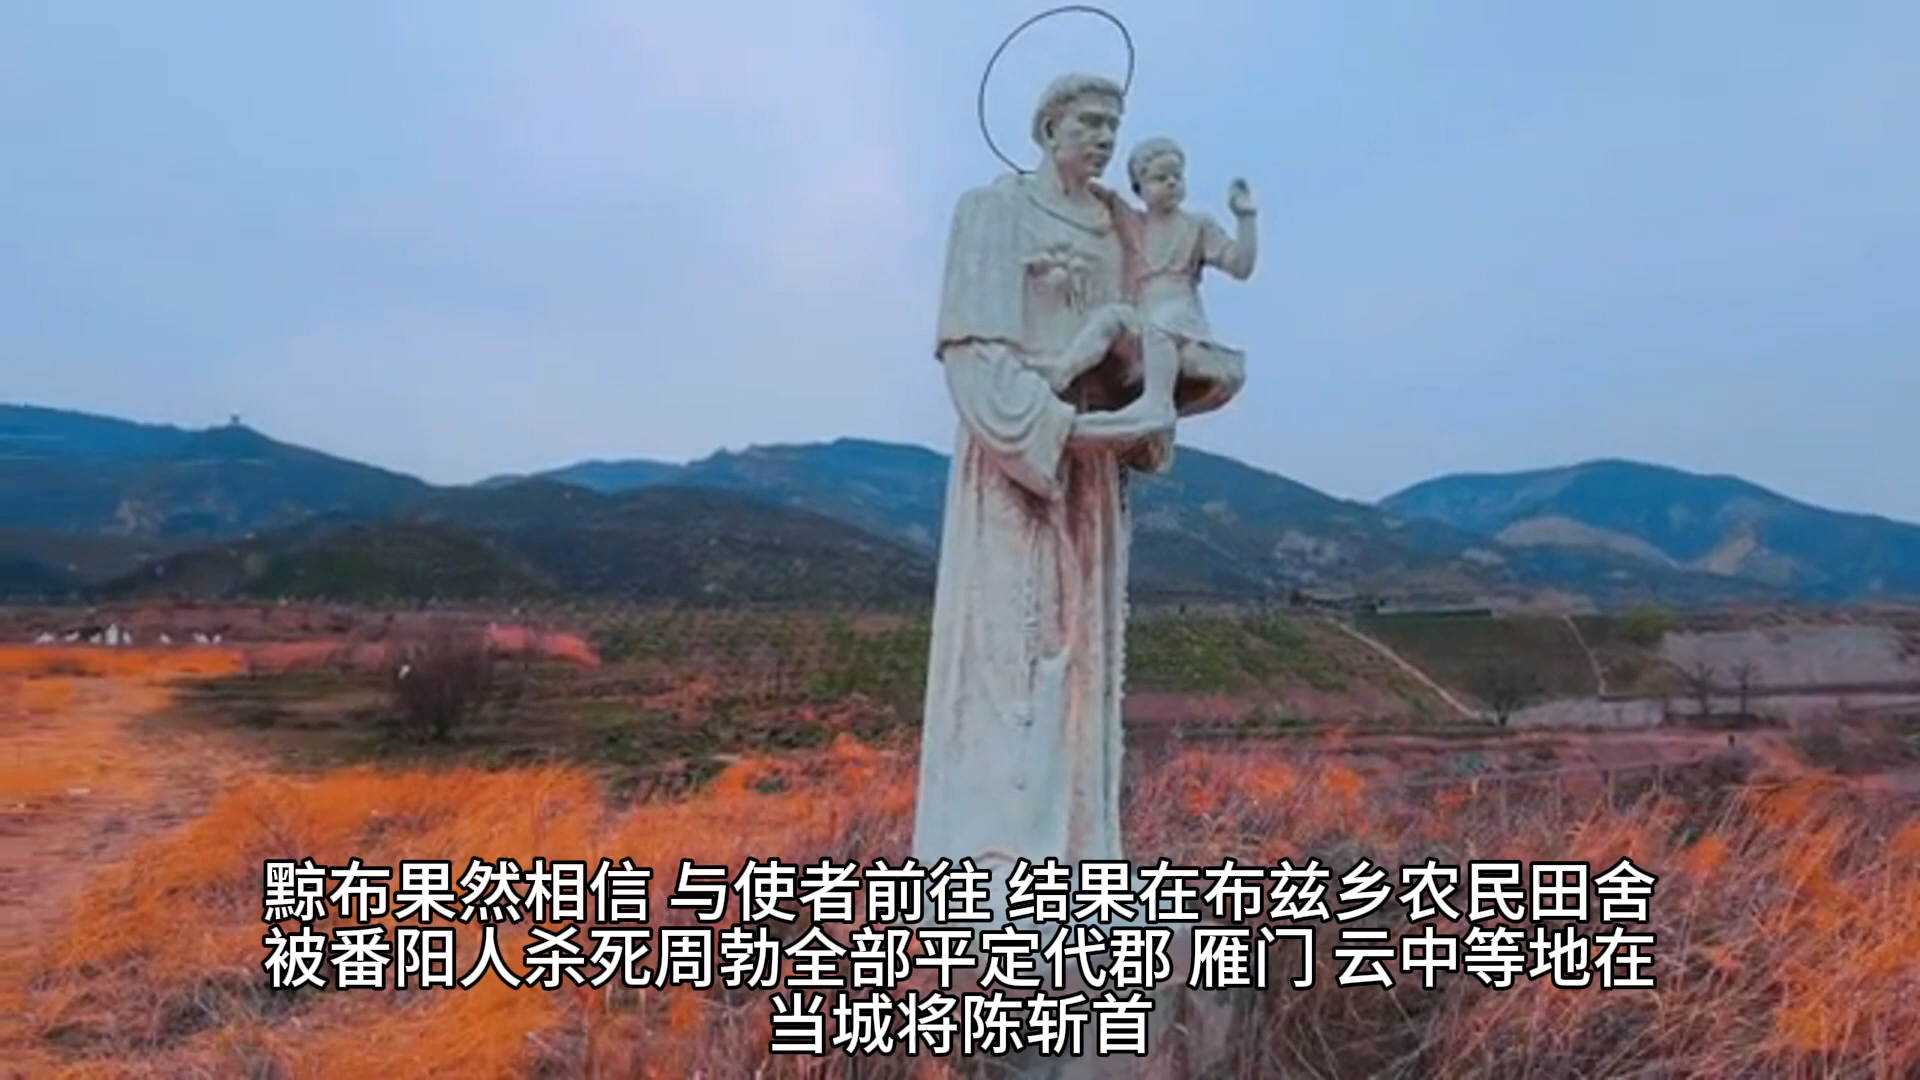 黥布果然相信 与使者前往 结果在布兹乡农民田舍
被番阳人杀死周勃全部平定代郡 雁门 云中等地在
当城将陈斩首